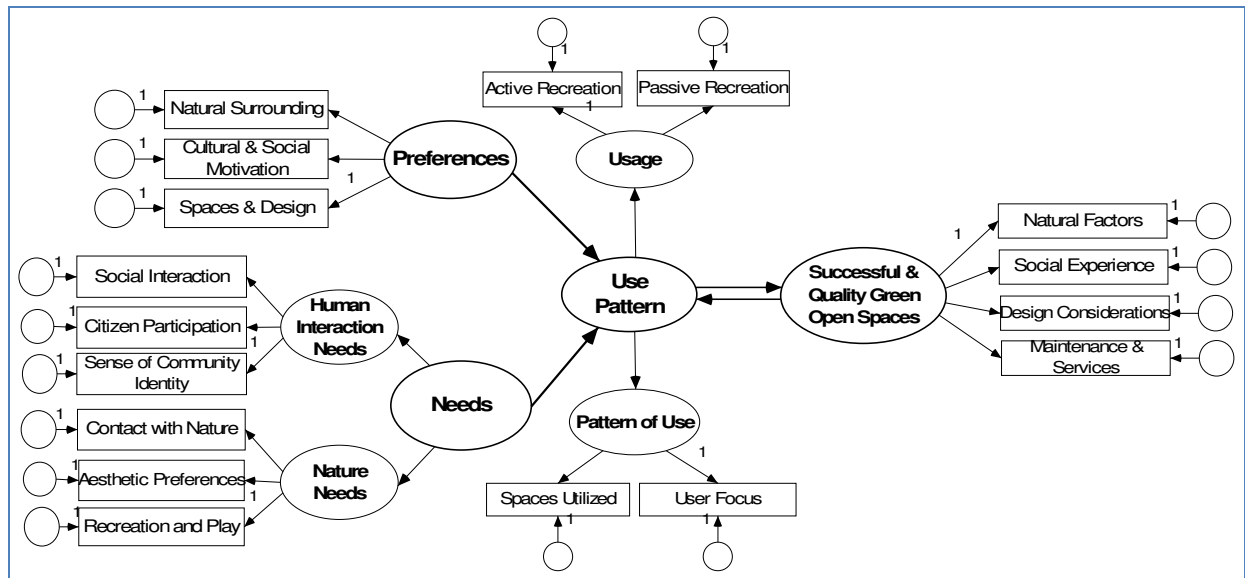 1
1
Active Recreation
Passive Recreation
1
1
Natural Surrounding
1
Cultural & Social
Motivation
1
Spaces & Design
1
Preferences
Usage
1
Social Interaction
1
Citizen Participation
1
Sense of Community
Identity
1
Human
Interaction
Needs
Use
Pattern
Successful &
Quality Green
Open Spaces
1
Natural Factors
1
Social Experience
1
Design Considerations
1
Maintenance &
Services
1
Needs
1
Contact with Nature
1
Aesthetic Preferences
1
Recreation and Play
1
Nature
Needs
Pattern of Use
1
Spaces Utilized
User Focus
1
1